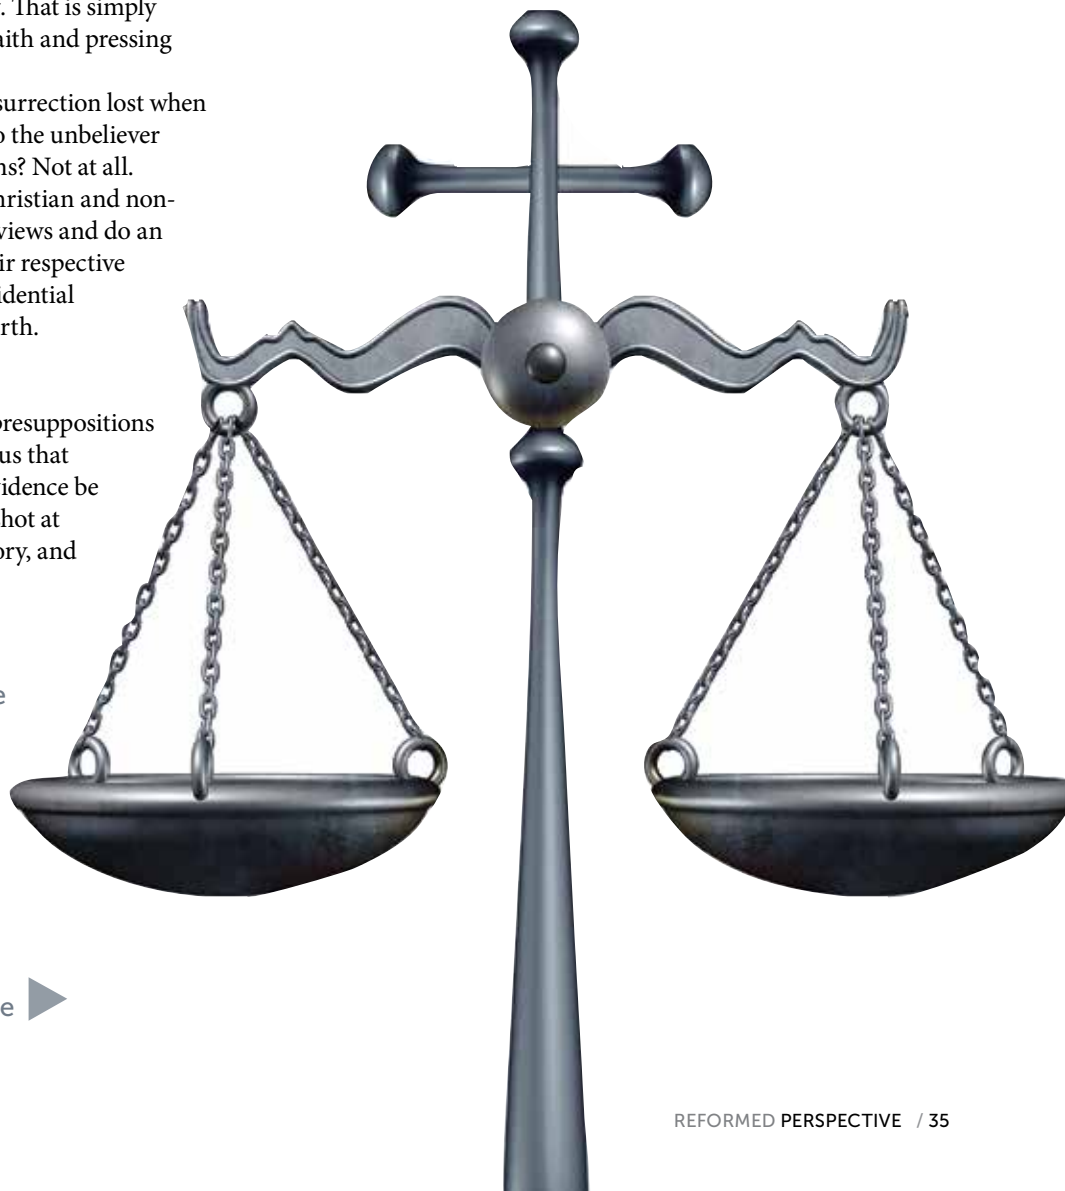 . That is simply
aith and pressing
surrection lost when
o the unbeliever
ns? Not at all.
hristian and non-
views and do an
ir respective
idential
rth.
presuppositions
us that
vidence be
hot at
ory, and
e
e
REFORMED PERSPECTIVE / 35